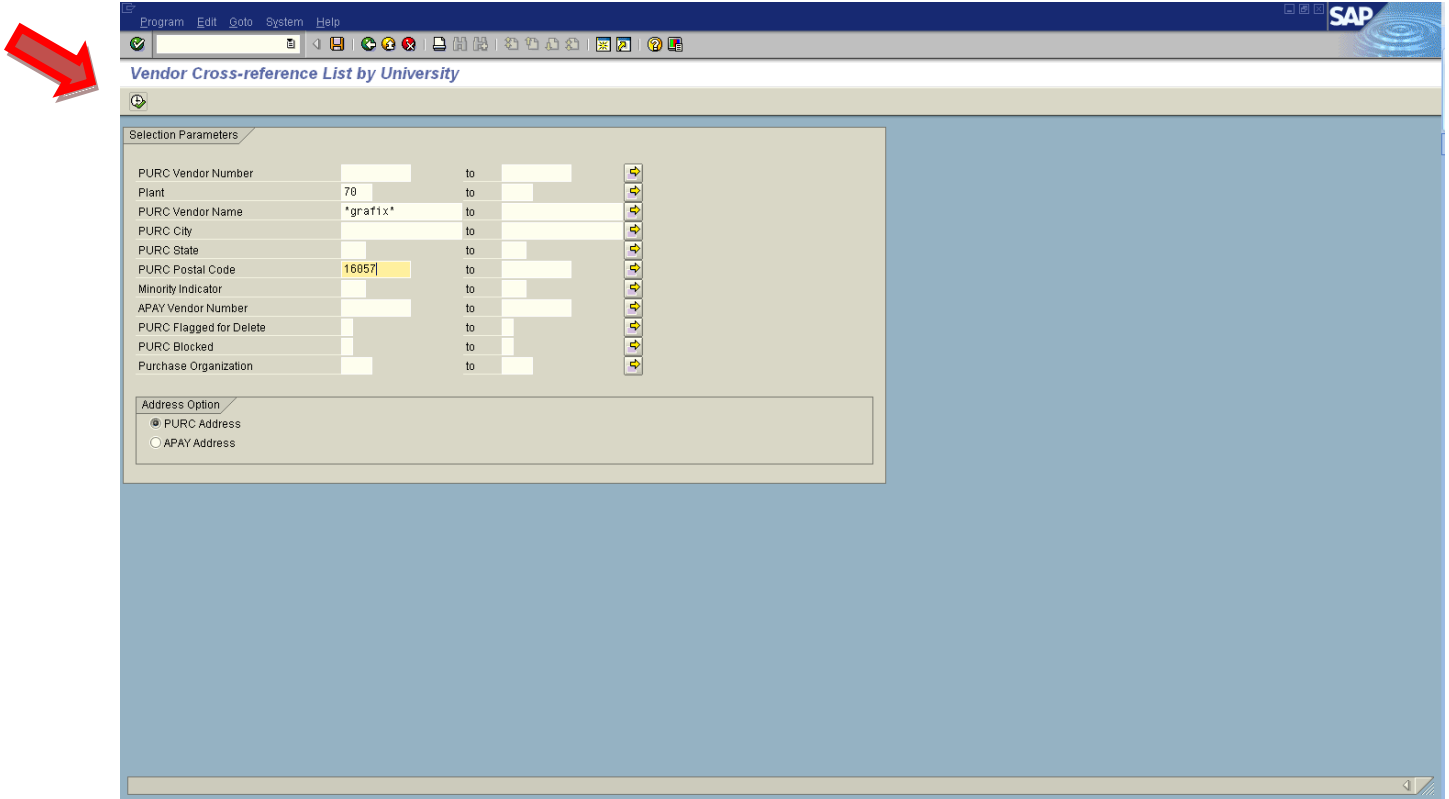 Program Edit Goto System Help
SAP
Vendor Cross-reference List by University
Selection Parameters
PURC Vendor Number to
Plant 70 to
PURC Vendor Name *grafix* to
PURC City to
PURC State to
PURC Postal Code 16057 to
Minority Indicator to
APAY Vendor Number to
PURC Flagged for Delete to
PURC Blocked to
Purchase Organization to
Address Option
PURC Address
APAY Address